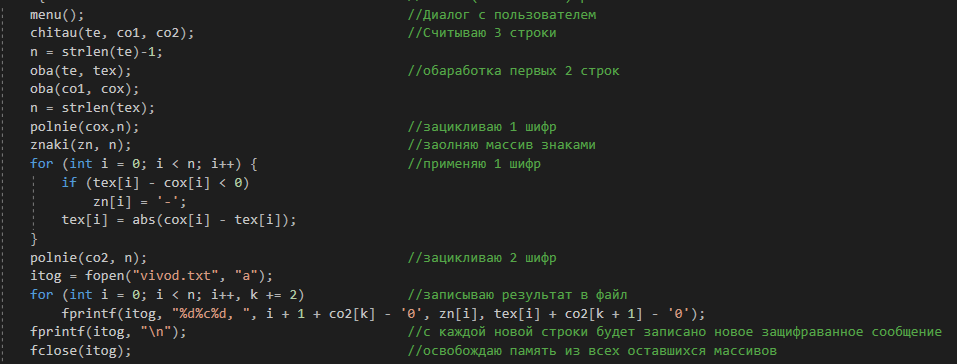 menu(); //Диалог с пользователем
chitau(te, co1, co2); //Считываю 3 строки
n = strlen(te)-1;
oba(te, tex); //обаработка первых 2 строк
oba(co1, cox);
n = strlen(tex);
polnie(cox,n); //зацикливаю 1 шифр
znaki(zn, n); //заолняю массив знаками
for (int i = 0; i < n; i++) { //применяю 1 шифр
if (tex[i] - cox[i] < 0)
zn[i] = '-';
tex[i] = abs(cox[i] - tex[i]);
}
polnie(co2, n); //зацикливаю 2 шифр
itog = fopen("vivod.txt", "a");
for (int i = 0; i < n; i++, k += 2) //записываю результат в файл
fprintf(itog, "%d%c%d, ", i + 1 + co2[k] - '0', zn[i], tex[i] + co2[k + 1] - '0');
fprintf(itog, "\n"); //с каждой новой строки будет записано новое защифраванное сообщение
fclose(itog); //освобождаю память из всех оставшихся массивов